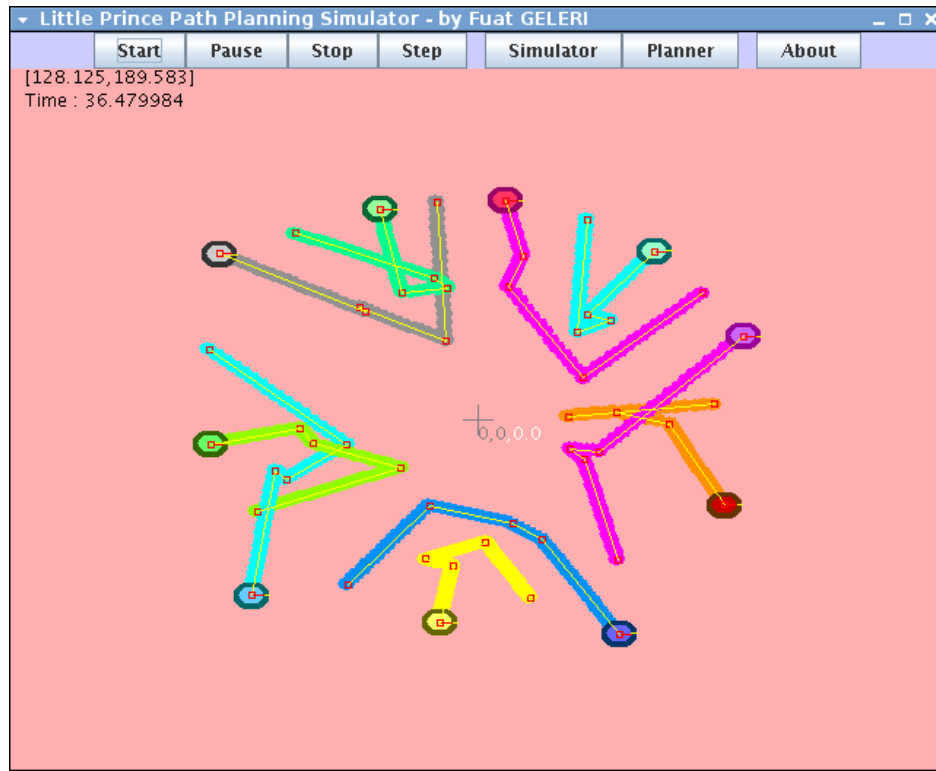 Little Prince Path Planning Simulator - by Fuat GELERI
Start Pause Stop Step Simulator Planner About
[128.125,189.583]
Time : 36.479984
0,0,0.0